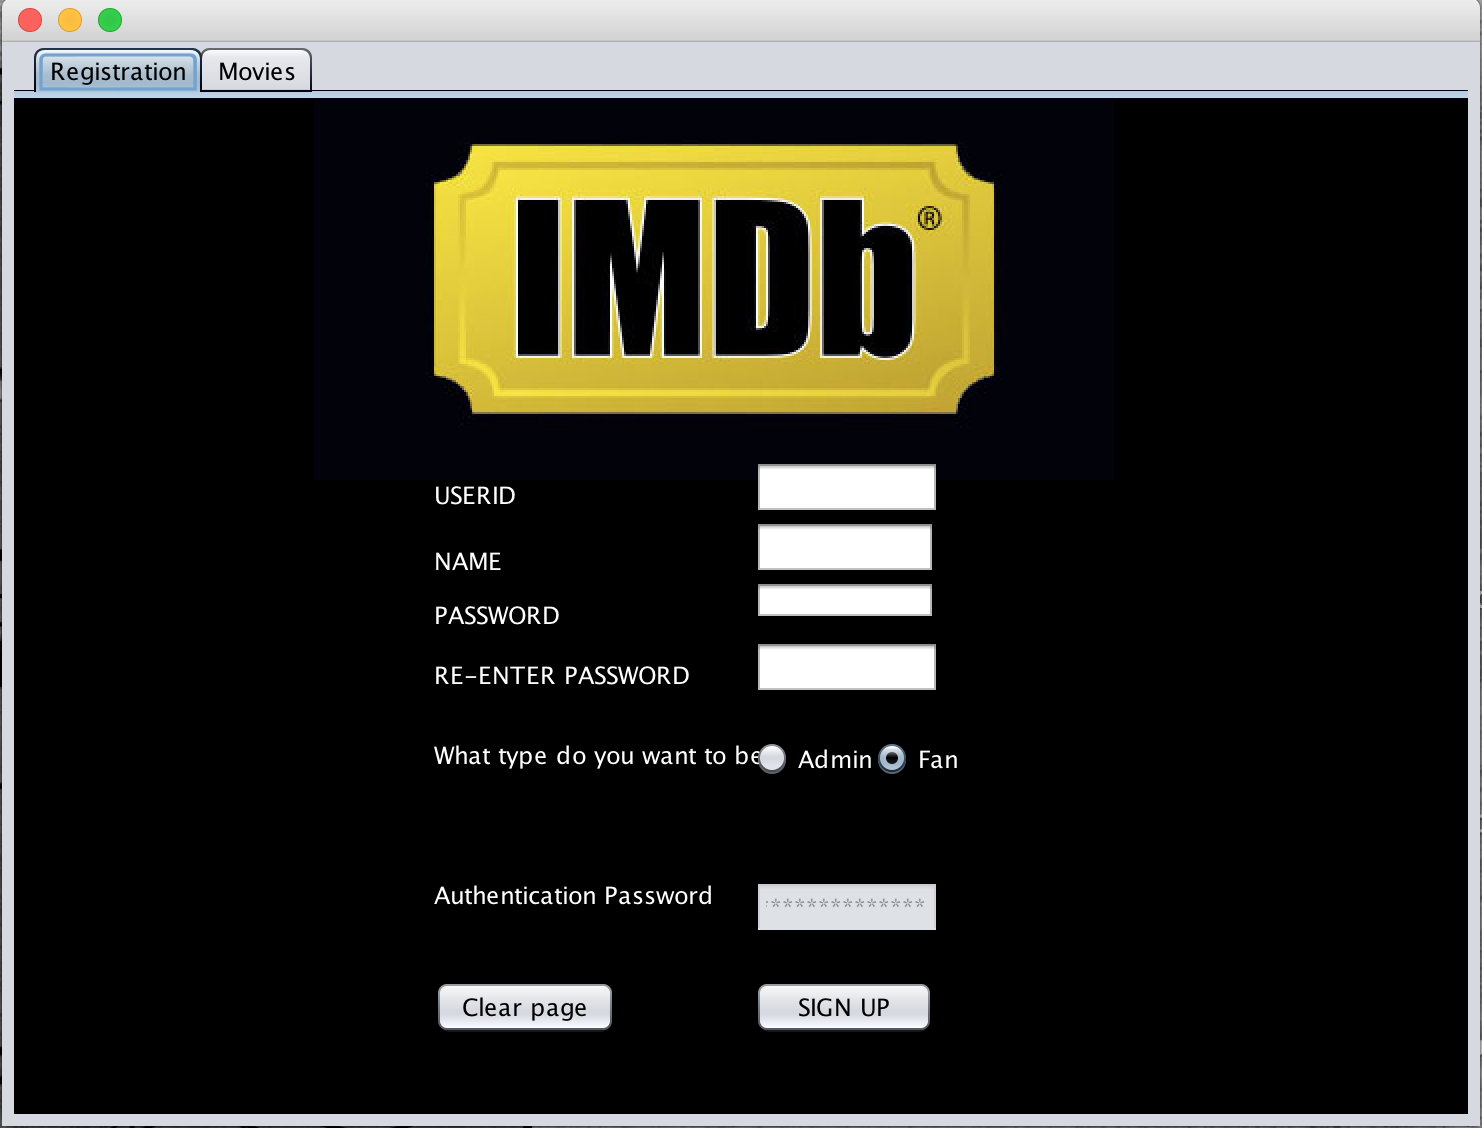 Registration Movies
IMDb®
USERID
NAME
PASSWORD
RE-ENTER PASSWORD
What type do you want to be Admin Fan
Authentication Password *************
Clear page SIGN UP